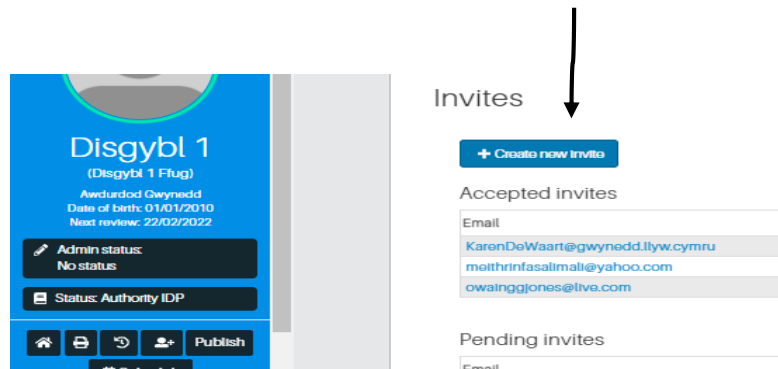 Disgybl 1
(Disgybl 1 Ffug)
Awdurdod Gwynedd
Date of birth: 01/01/2010
Next review: 22/02/2022
Admin status:
No status
Status: Authority IDP
Publish
Invites
+ Create new invite
Accepted invites
Email
KarenDeWaart@gwynedd.llyw.cymru
meithrinfasalimali@yahoo.com
owainggjones@live.com
Pending invites
Email